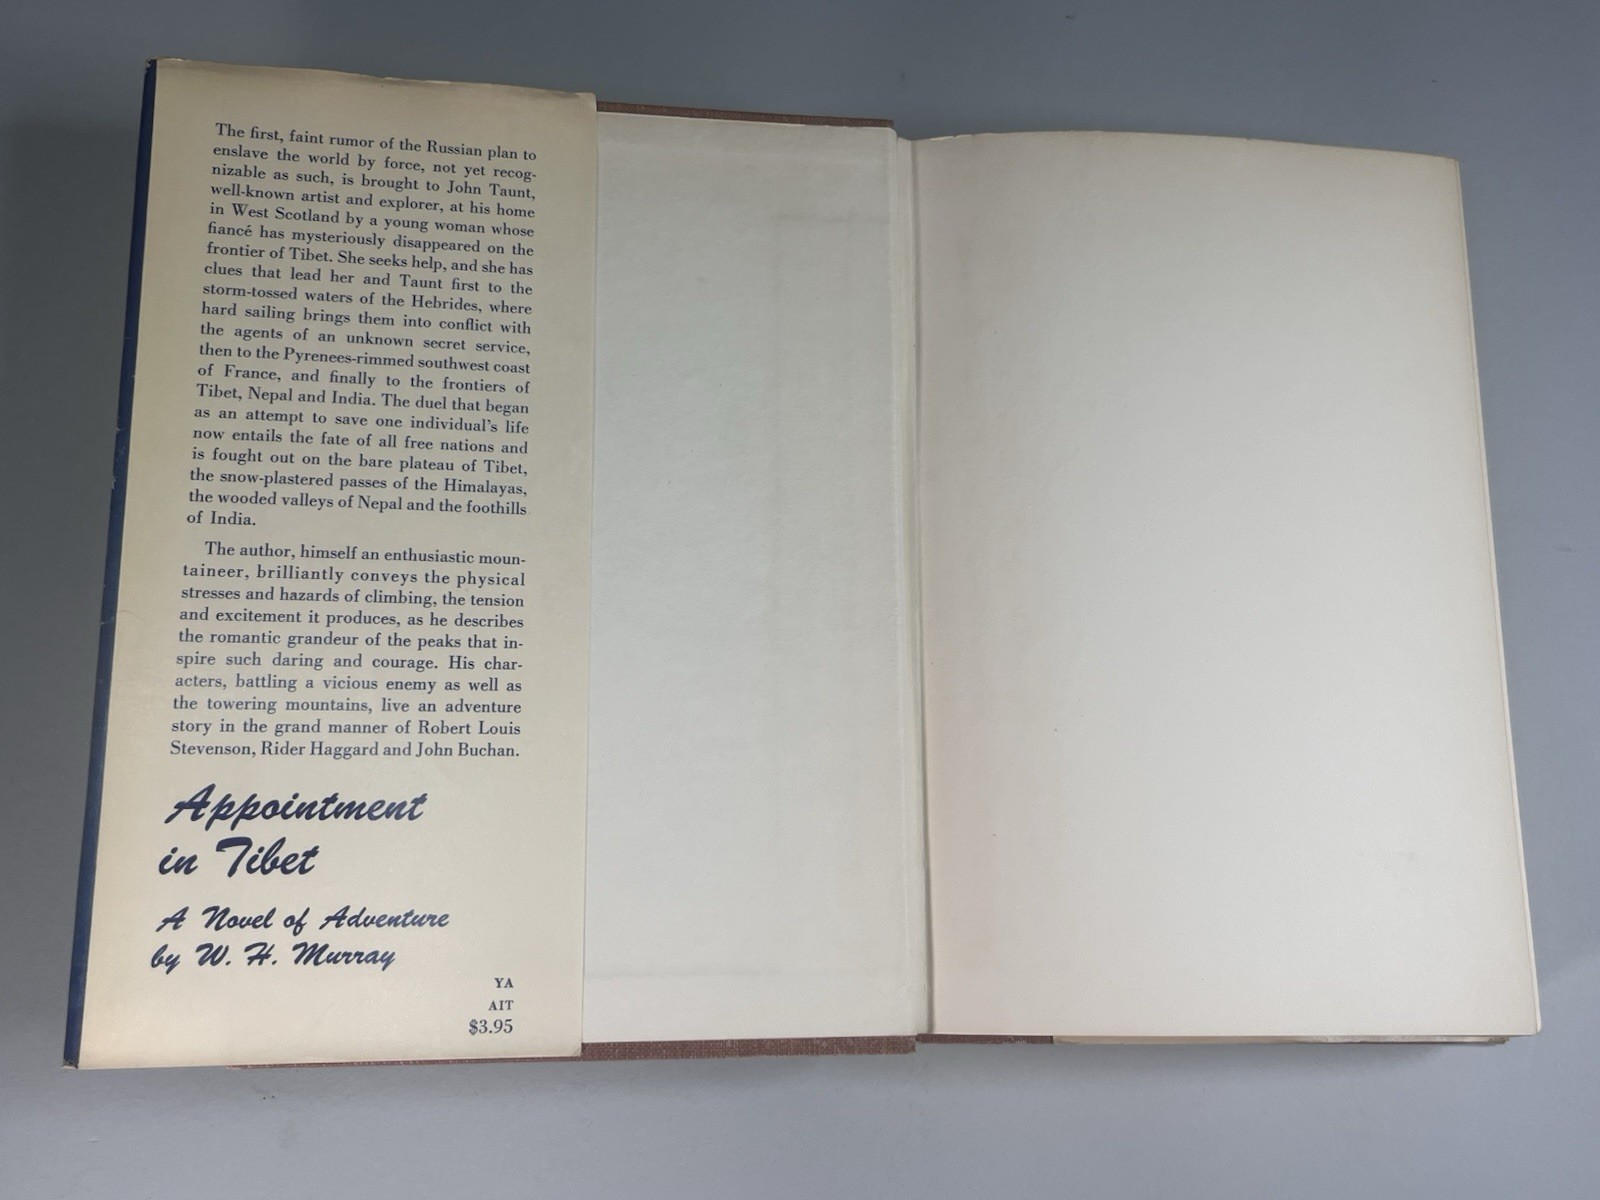 The first, faint rumor of the Russian plan to
enslave the world by force, not yet recog-
nizable as such, is brought to John Taunt,
well-known artist and explorer, at his home
in West Scotland by a young woman whose
fiancé has mysteriously disappeared on the
frontier of Tibet. She seeks help, and she has
clues that lead her and Taunt first to the
storm-tossed waters of the Hebrides, where
hard sailing brings them into conflict with
the agents of an unknown secret service,
then to the Pyrenees-rimmed southwest coast
of France, and finally to the frontiers of
Tibet, Nepal and India. The duel that began
as an attempt to save one individual's life
now entails the fate of all free nations and
is fought out on the bare plateau of Tibet,
the snow-plastered passes of the Himalayas,
the wooded valleys of Nepal and the foothills
of India.
The author, himself an enthusiastic moun-
taineer, brilliantly conveys the physical
stresses and hazards of climbing, the tension
and excitement it produces, as he describes
the romantic grandeur of the peaks that in-
spire such daring and courage. His char-
acters, battling a vicious enemy as well as
the towering mountains, live an adventure
story in the grand manner of Robert Louis
Stevenson, Rider Haggard and John Buchan.
Appointment
in Tibet
A Novel of Adventure
by W. H. Murray
YA
AIT
$3.95